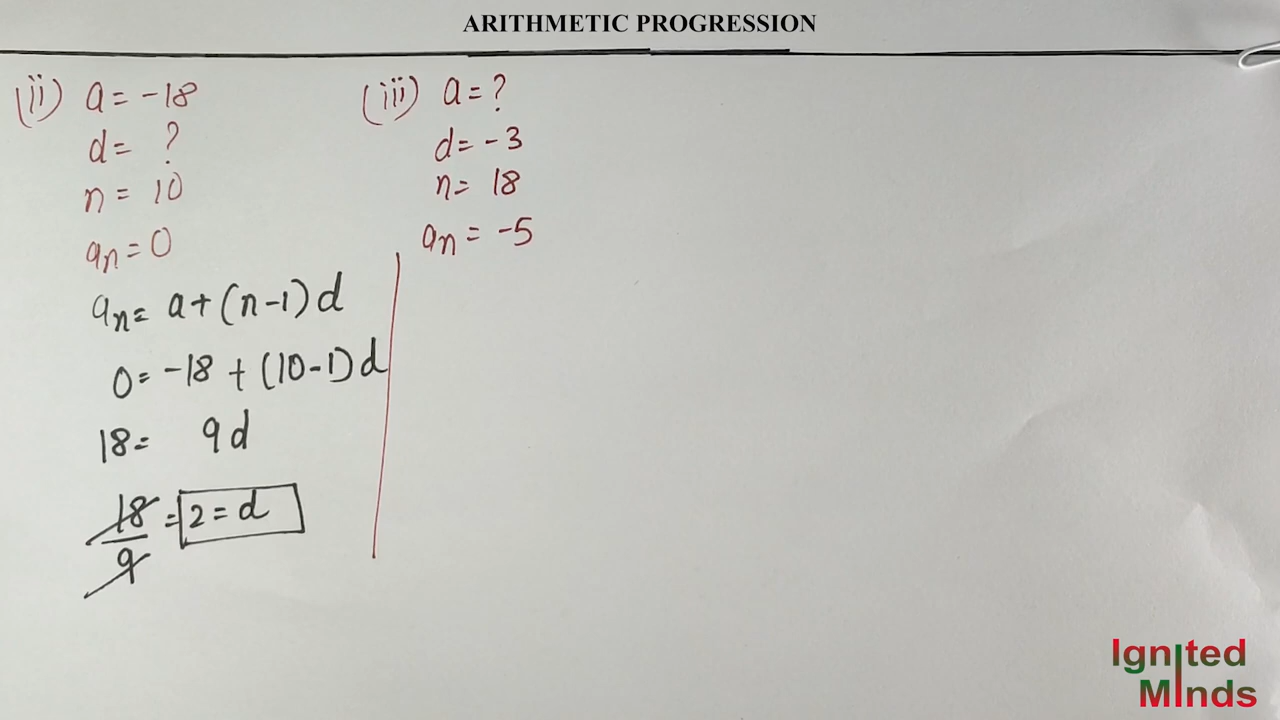 ARITHMETIC PROGRESSION
(ii) a = -18
d = ?
n = 10
an = 0
an = a + (n-1) d
0 = -18 + (10-1) d
18 = 9d
18/9 = 2 = d
(iii) a = ?
d = -3
n = 18
an = -5
Ignited
Minds